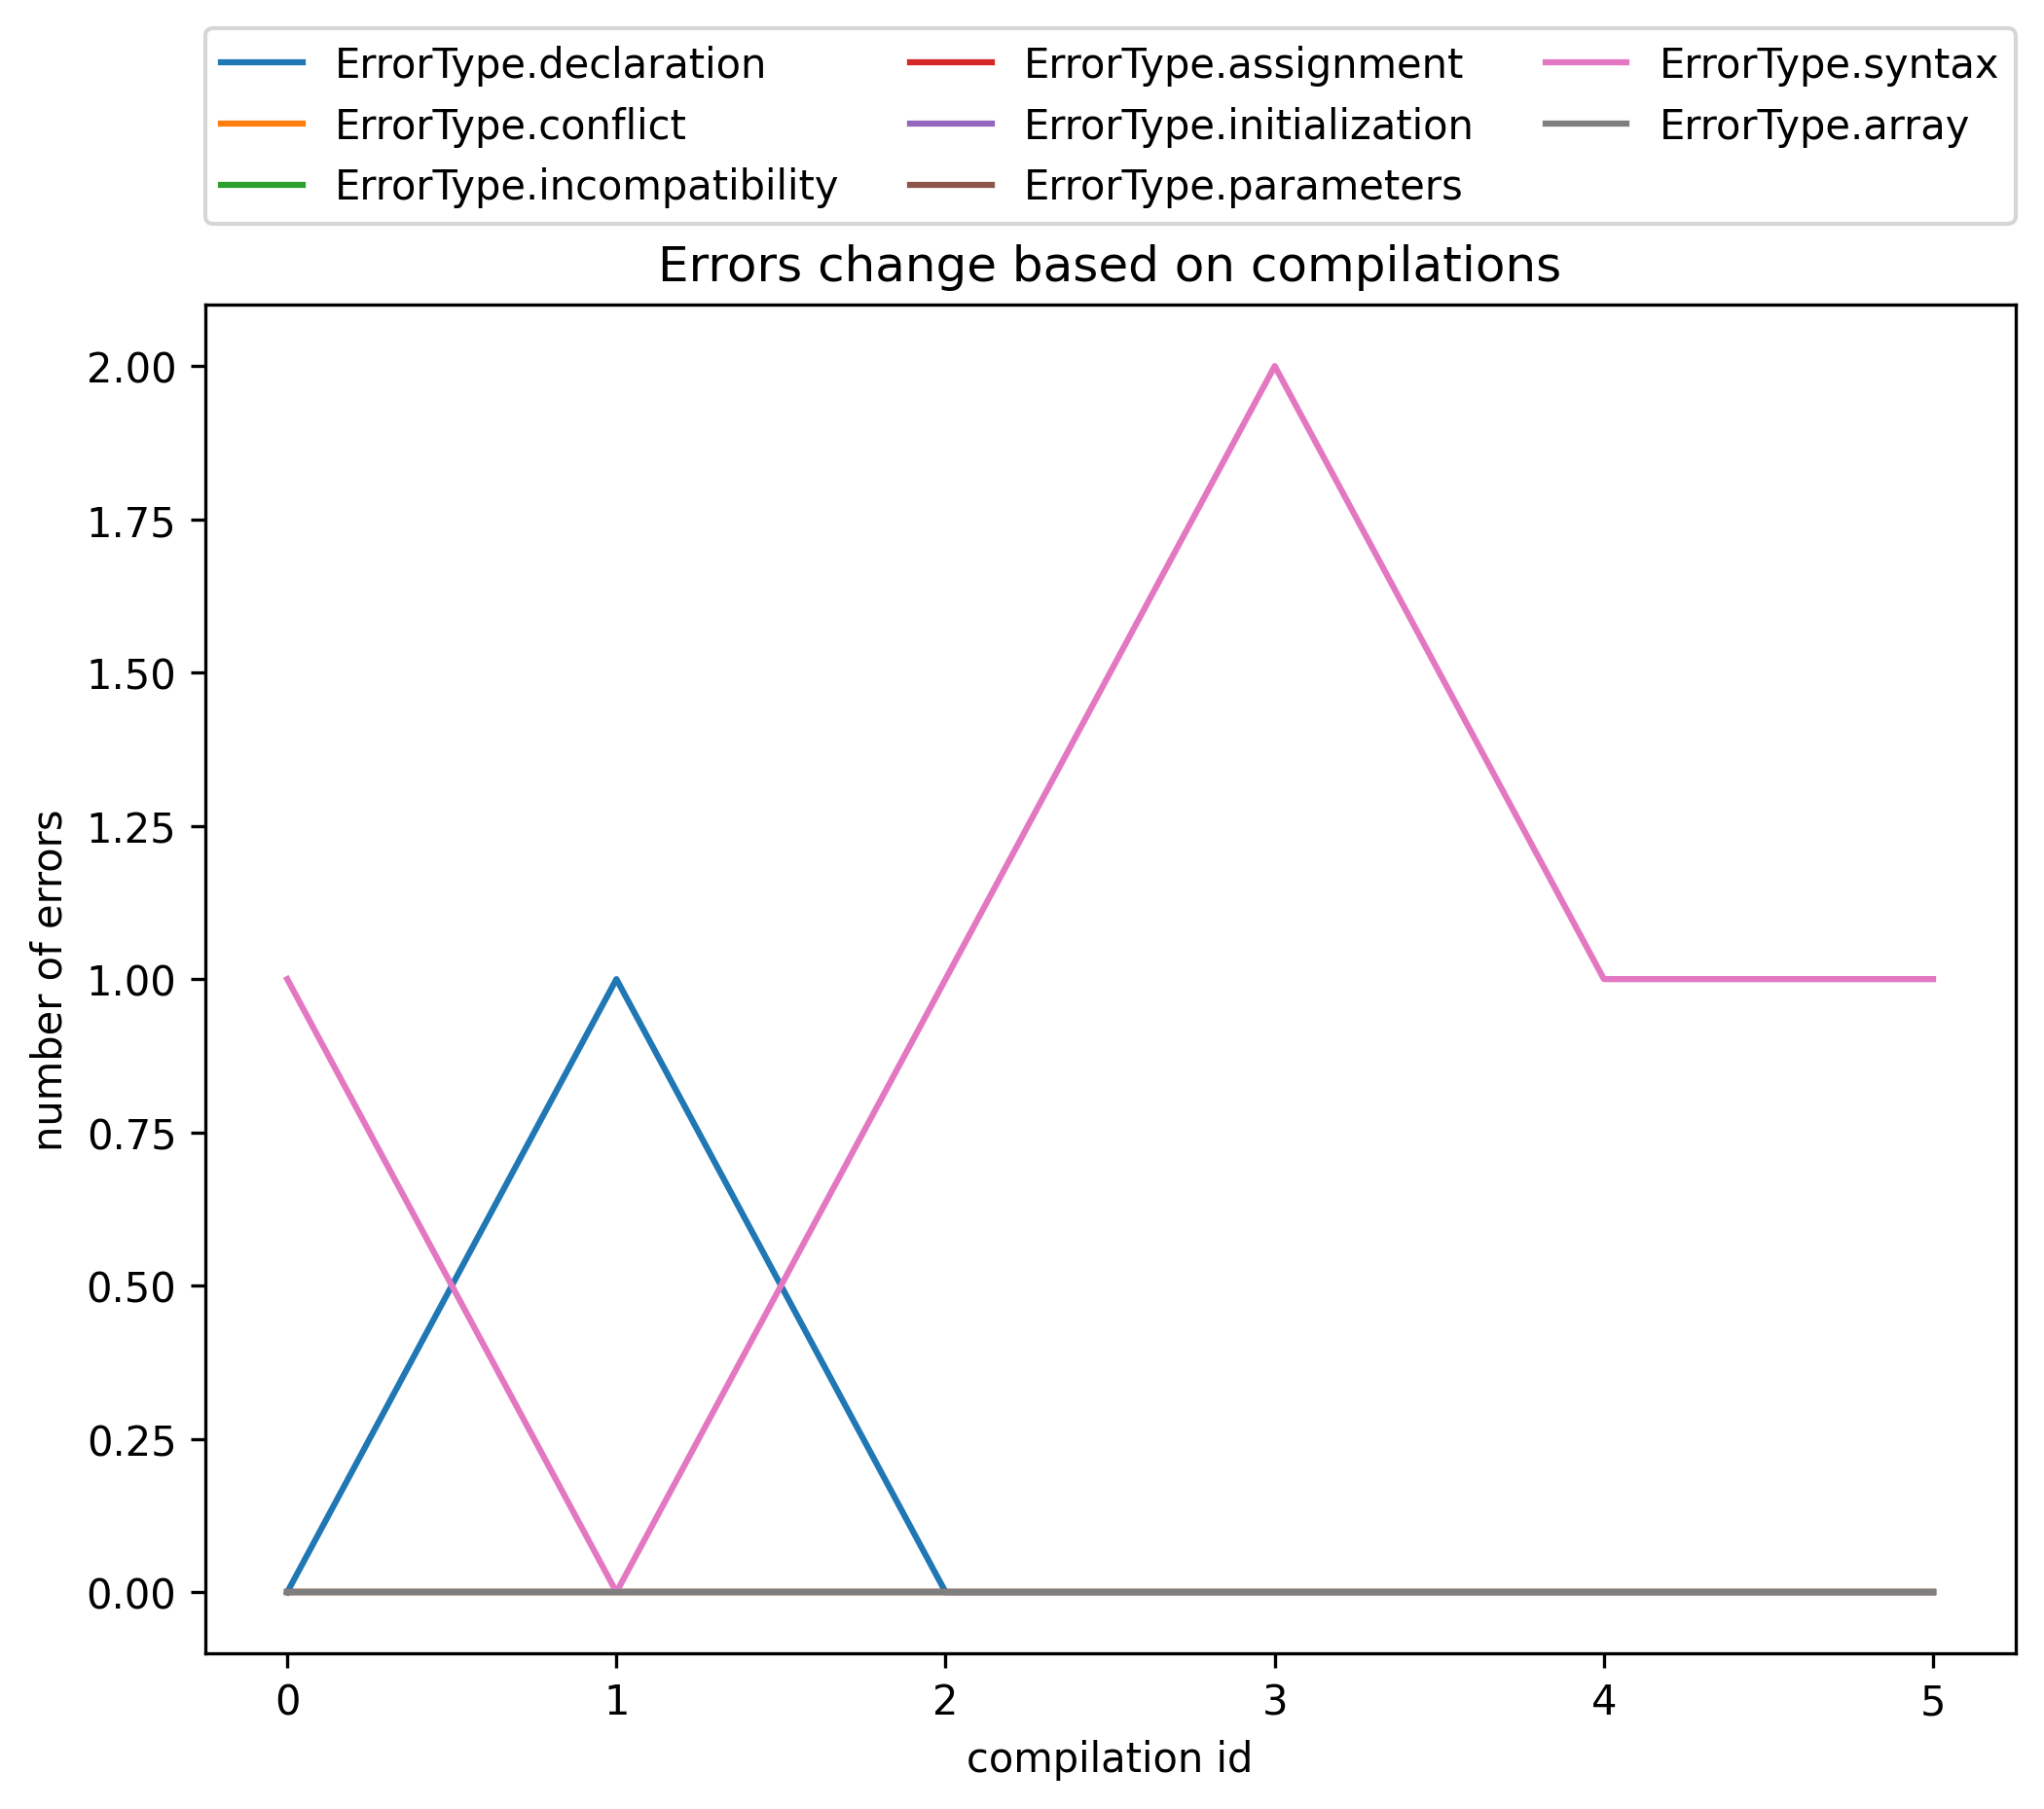 ErrorType.declaration
ErrorType.conflict
ErrorType.incompatibility
ErrorType.assignment
ErrorType.initialization
ErrorType.parameters
ErrorType.syntax
ErrorType.array
Errors change based on compilations
number of errors
2.00
1.75
1.50
1.25
1.00
0.75
0.50
0.25
0.00
0 1 2 3 4 5
compilation id